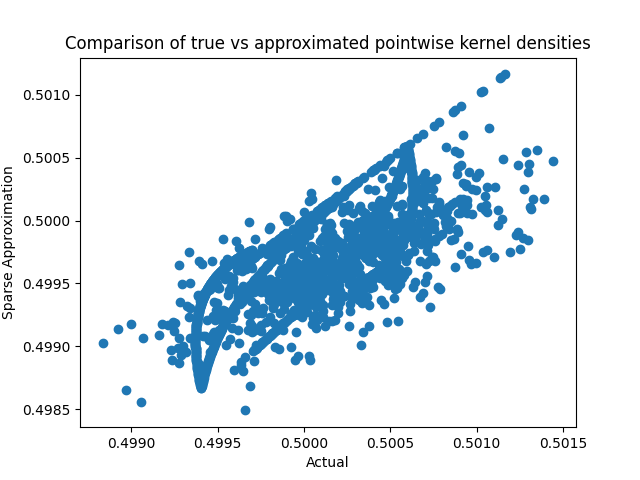 Comparison of true vs approximated pointwise kernel densities
Sparse Approximation
0.5010
0.5005
0.5000
0.4995
0.4990
0.4985
0.4990 0.4995 0.5000 0.5005 0.5010 0.5015
Actual